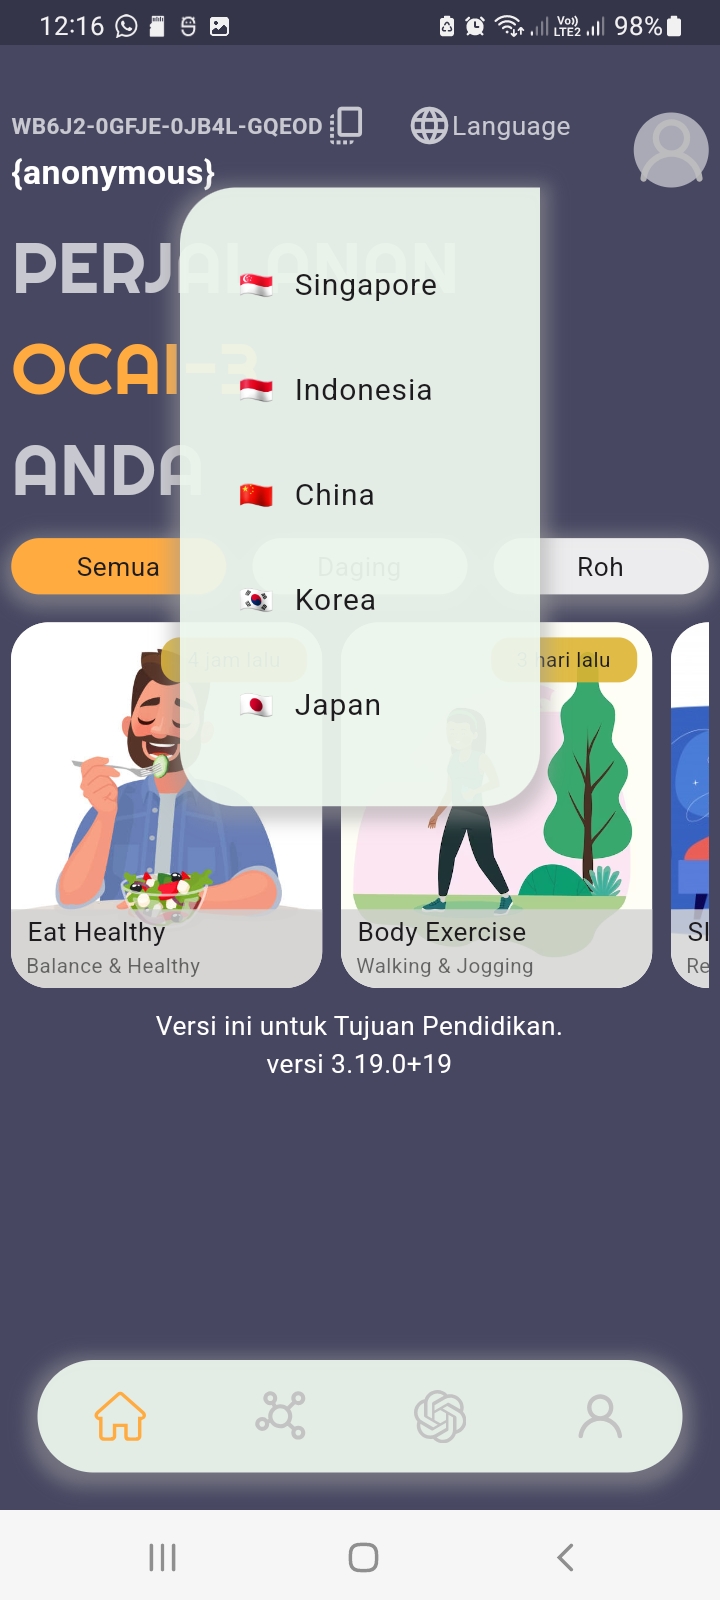 12:16
Vo))
LTE2
98%
WB6J2-0GFJE-0JB4L-GQEOD
Language
{anonymous}
PERJALANAN
OCAI-3
ANDA
Singapore
Indonesia
China
Korea
Japan
Semua
Daging
Roh
4 jam lalu
3 hari lalu
Eat Healthy
Balance & Healthy
Body Exercise
Walking & Jogging
Sl
Re
Versi ini untuk Tujuan Pendidikan.
versi 3.19.0+19